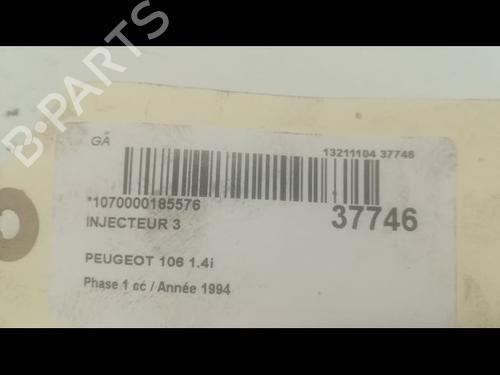 B-PARTS
GA
13211104 37746
*1070000185576
37746
INJECTEUR 3
PEUGEOT 106 1.4i
Phase 1 cc / Année 1994